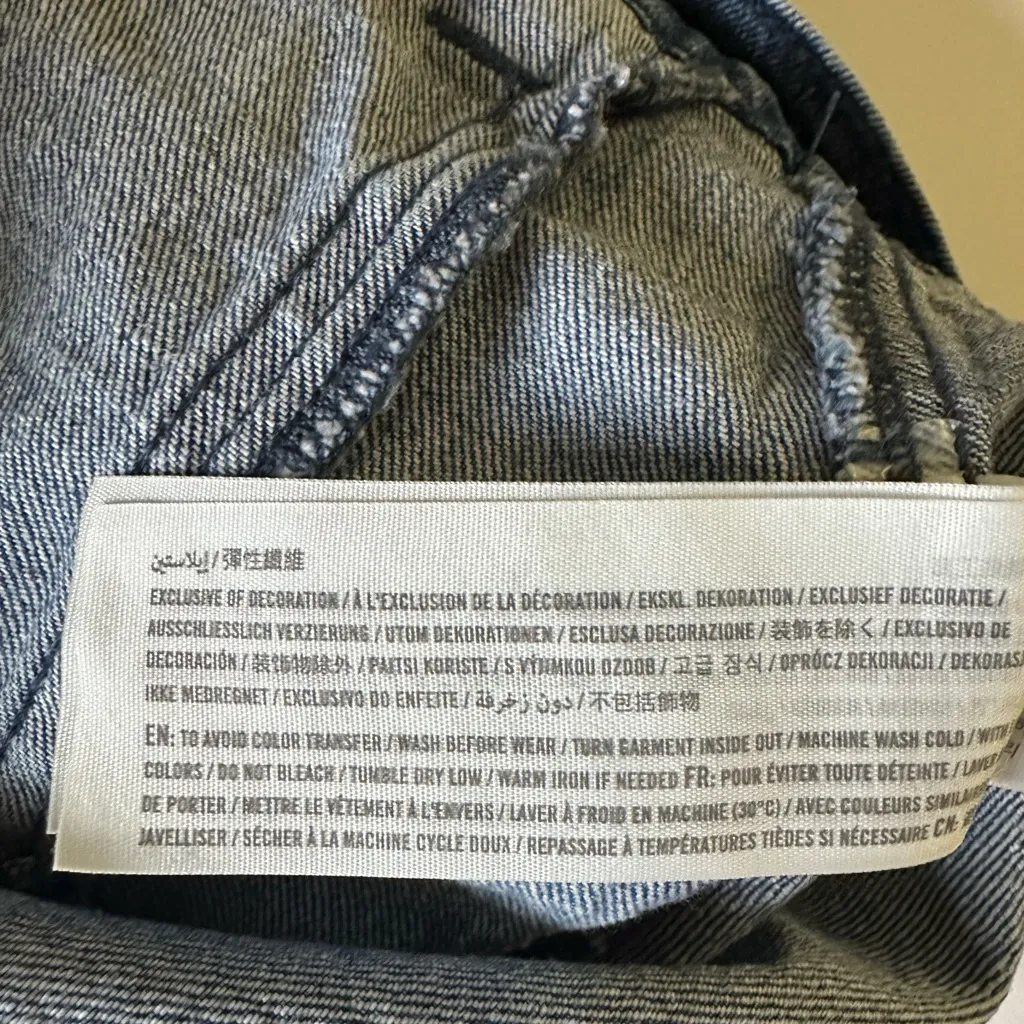 إيلاستين / 彈性纖維
EXCLUSIVE OF DECORATION / À L'EXCLUSION DE LA DÉCORATION / EKSKL. DEKORATION / EXCLUSIEF DECORATIE /
AUSSCHLIESSLICH VERZIERUNG / UTOM DEKORATIONEN / ESCLUSA DECORAZIONE / 装飾を除く / EXCLUSIVO DE
DECORACIÓN / 装饰物除外 / PAITSI KORISTE / S VÝJIMKOU OZDOB / 고급 장식 / OPRÓCZ DEKORACJI /
IKKE MEDREGNET / EXCLUSIVO DO ENFEITE / دون زخرفة / 不包括飾物
EN: TO AVOID COLOR TRANSFER / WASH BEFORE WEAR / TURN GARMENT INSIDE OUT / MACHINE WASH COLD / WITH
COLORS / DO NOT BLEACH / TUMBLE DRY LOW / WARM IRON IF NEEDED FR: POUR ÉVITER TOUTE DÉTEINTE / LAVER
DE PORTER / METTRE LE VÊTEMENT À L'ENVERS / LAVER À FROID EN MACHINE (30°C) / AVEC COULEURS
JAVELLISER / SÉCHER À LA MACHINE CYCLE DOUX / REPASSAGE À TEMPÉRATURES TIÈDES SI NÉCESSAIRE CN: